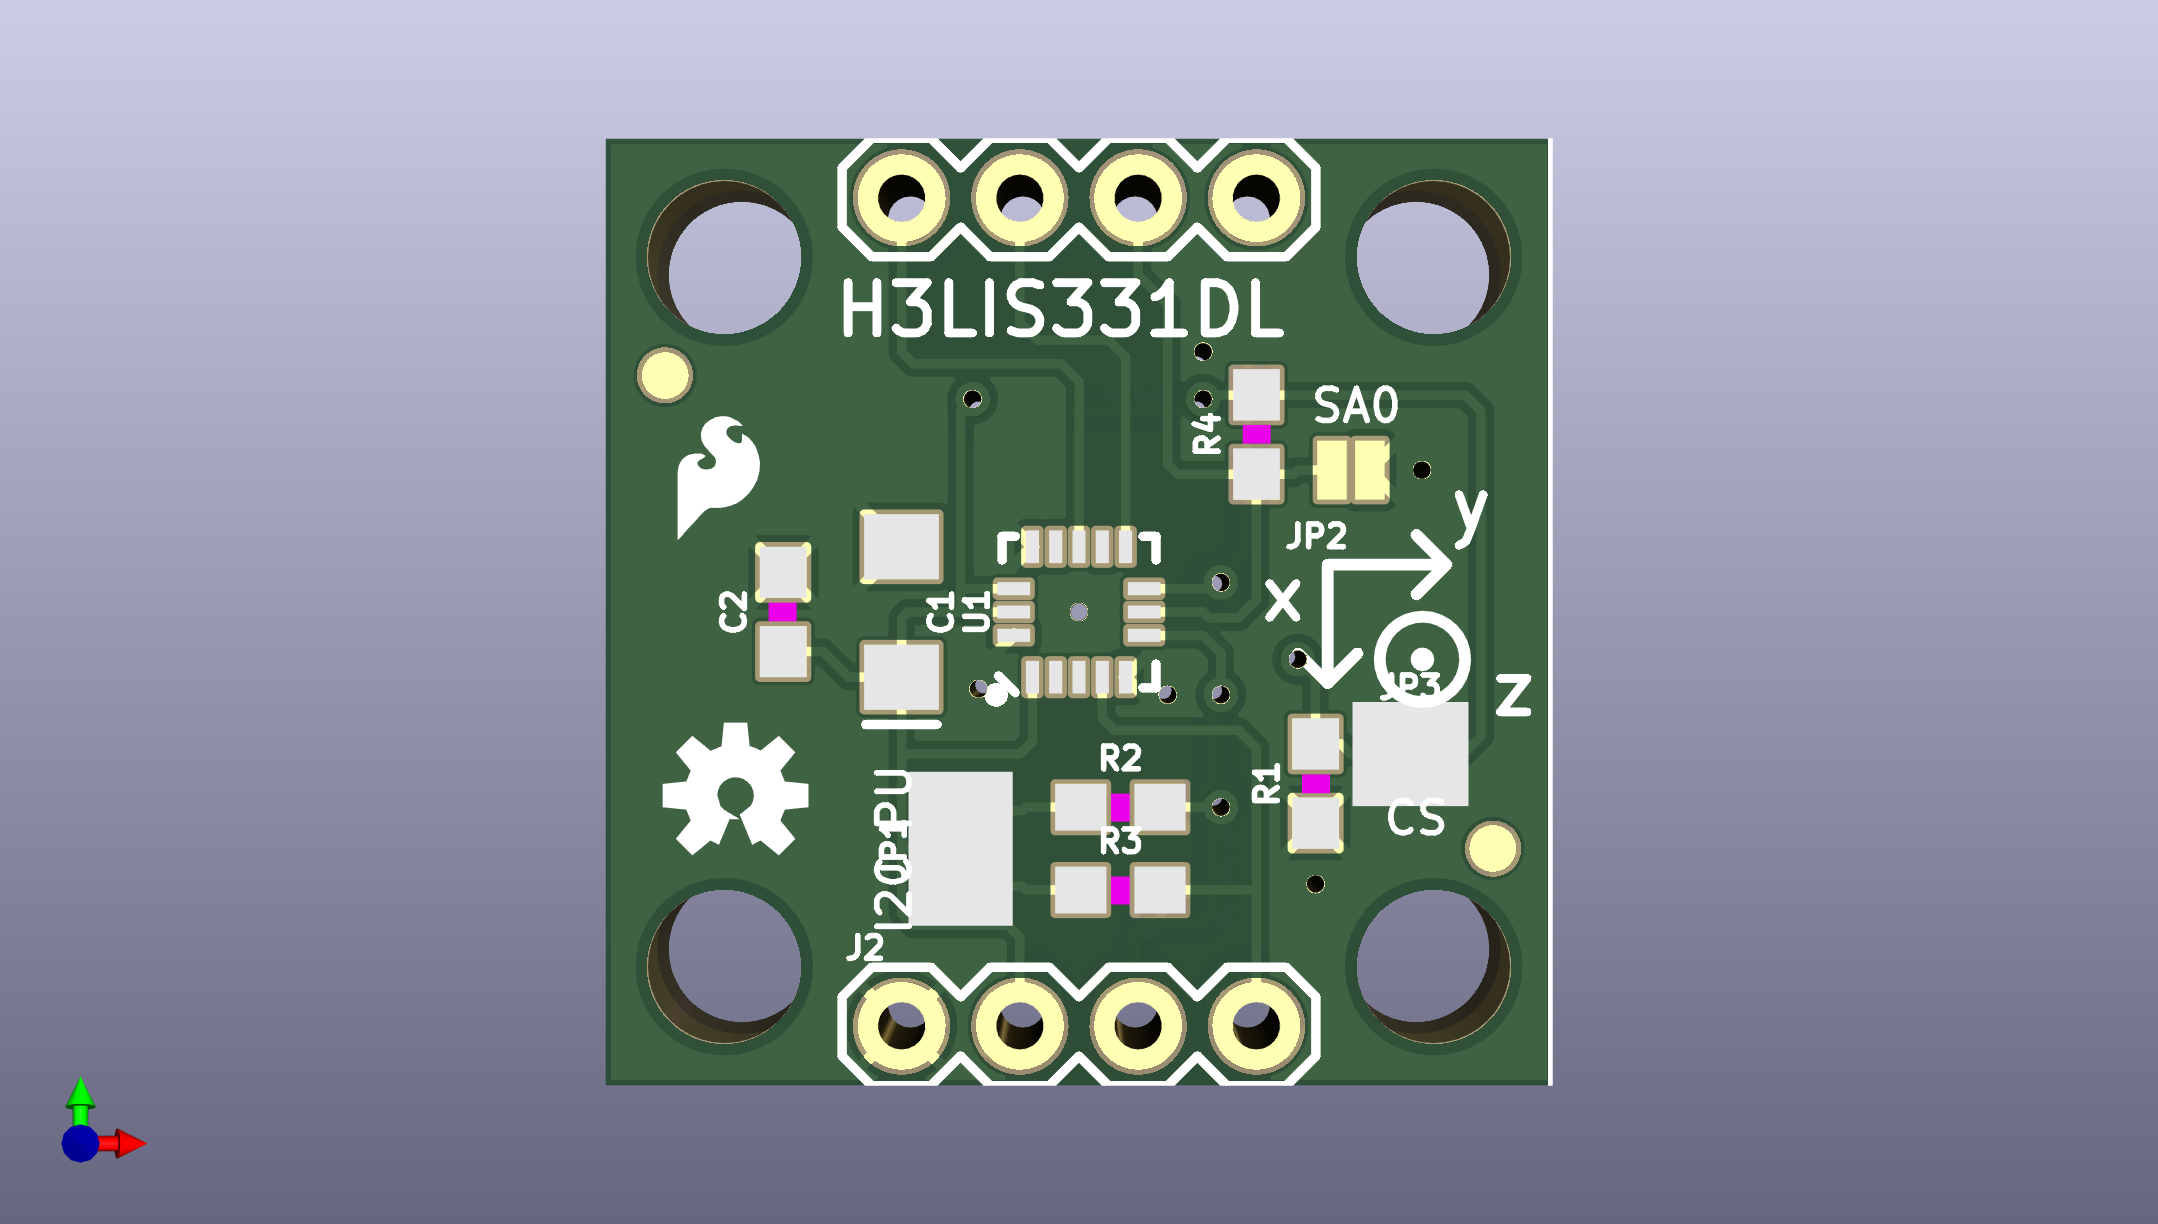 H3LIS331DL
SA0
R4
JP2
y
x
C2
C1
U1
JP3
z
R2
R1
I2C PU
JP1
R3
CS
J2